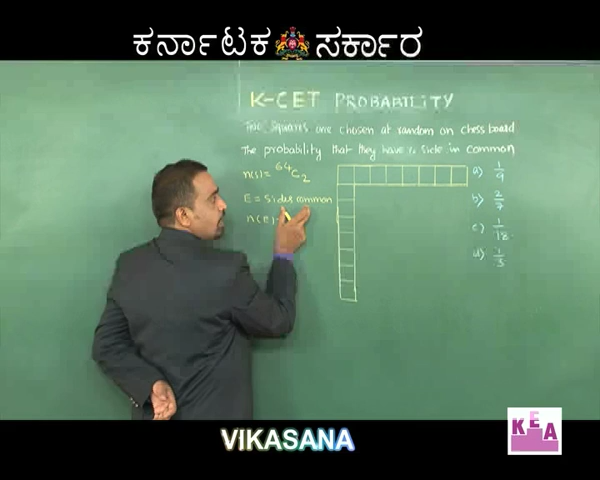 ಕರ್ನಾಟಕ ಸರ್ಕಾರ
K-CET PROBABILITY
Two squares are chosen at random on chess board
The probability that they have a side in common
n(s) = ⁶⁴C₂
E = Sides common
n(E) =
a) 1/9
b) 2/7
c) 1/18
d) 1/3
VIKASANA
KEA